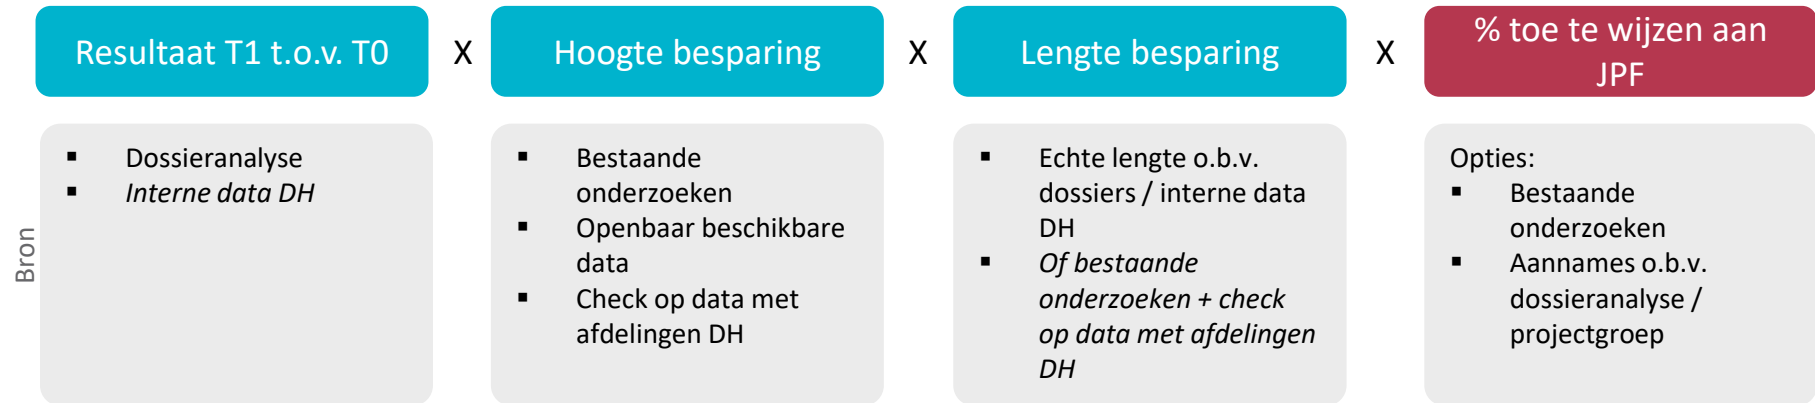 Resultaat T1 t.o.v. T0
X
Hoogte besparing
X
Lengte besparing
X
% toe te wijzen aan
JPF
Bron
▪ Dossieranalyse
▪ Interne data DH
▪ Bestaande
onderzoeken
▪ Openbaar beschikbare
data
▪ Check op data met
afdelingen DH
▪ Echte lengte o.b.v.
dossiers / interne data
DH
▪ Of bestaande
onderzoeken + check
op data met afdelingen
DH
Opties:
▪ Bestaande
onderzoeken
▪ Aannames o.b.v.
dossieranalyse /
projectgroep